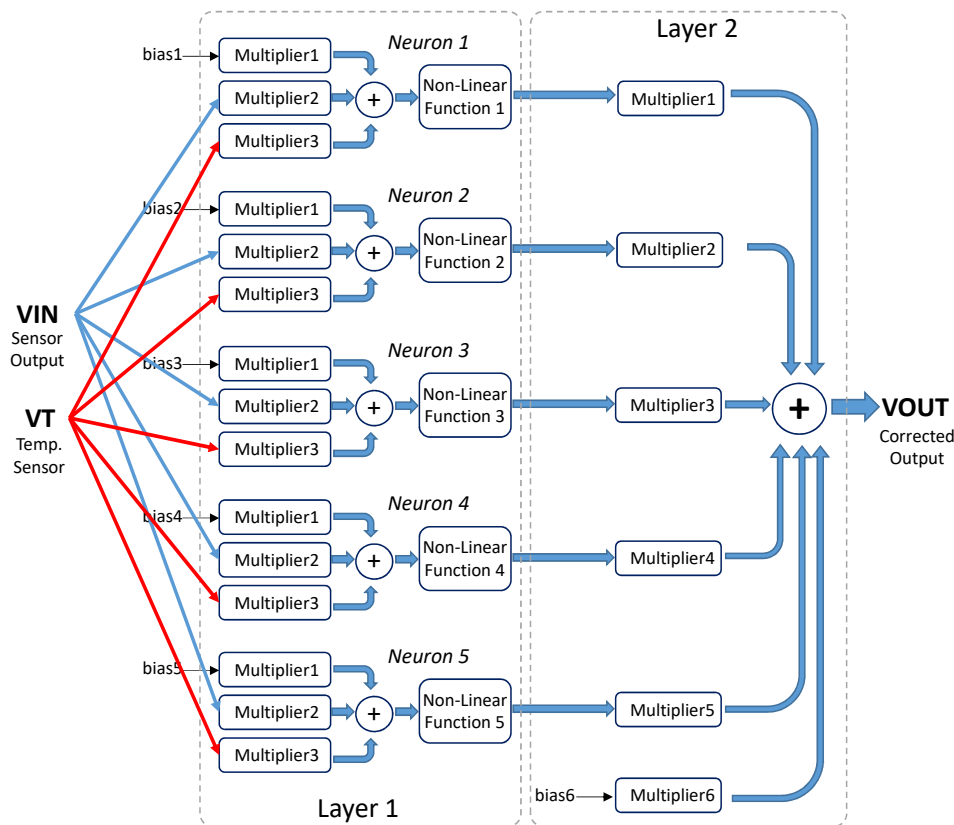 Layer 2
Neuron 1
bias1
Multiplier1
Multiplier2
Multiplier3
+
Non-Linear
Function 1
Multiplier1
Neuron 2
bias2
Multiplier1
Multiplier2
Multiplier3
+
Non-Linear
Function 2
Multiplier2
VIN
Sensor
Output
Neuron 3
bias3
Multiplier1
Multiplier2
Multiplier3
+
Non-Linear
Function 3
Multiplier3
+
VOUT
Corrected
Output
VT
Temp.
Sensor
Neuron 4
bias4
Multiplier1
Multiplier2
Multiplier3
+
Non-Linear
Function 4
Multiplier4
Neuron 5
bias5
Multiplier1
Multiplier2
Multiplier3
+
Non-Linear
Function 5
Multiplier5
bias6
Multiplier6
Layer 1